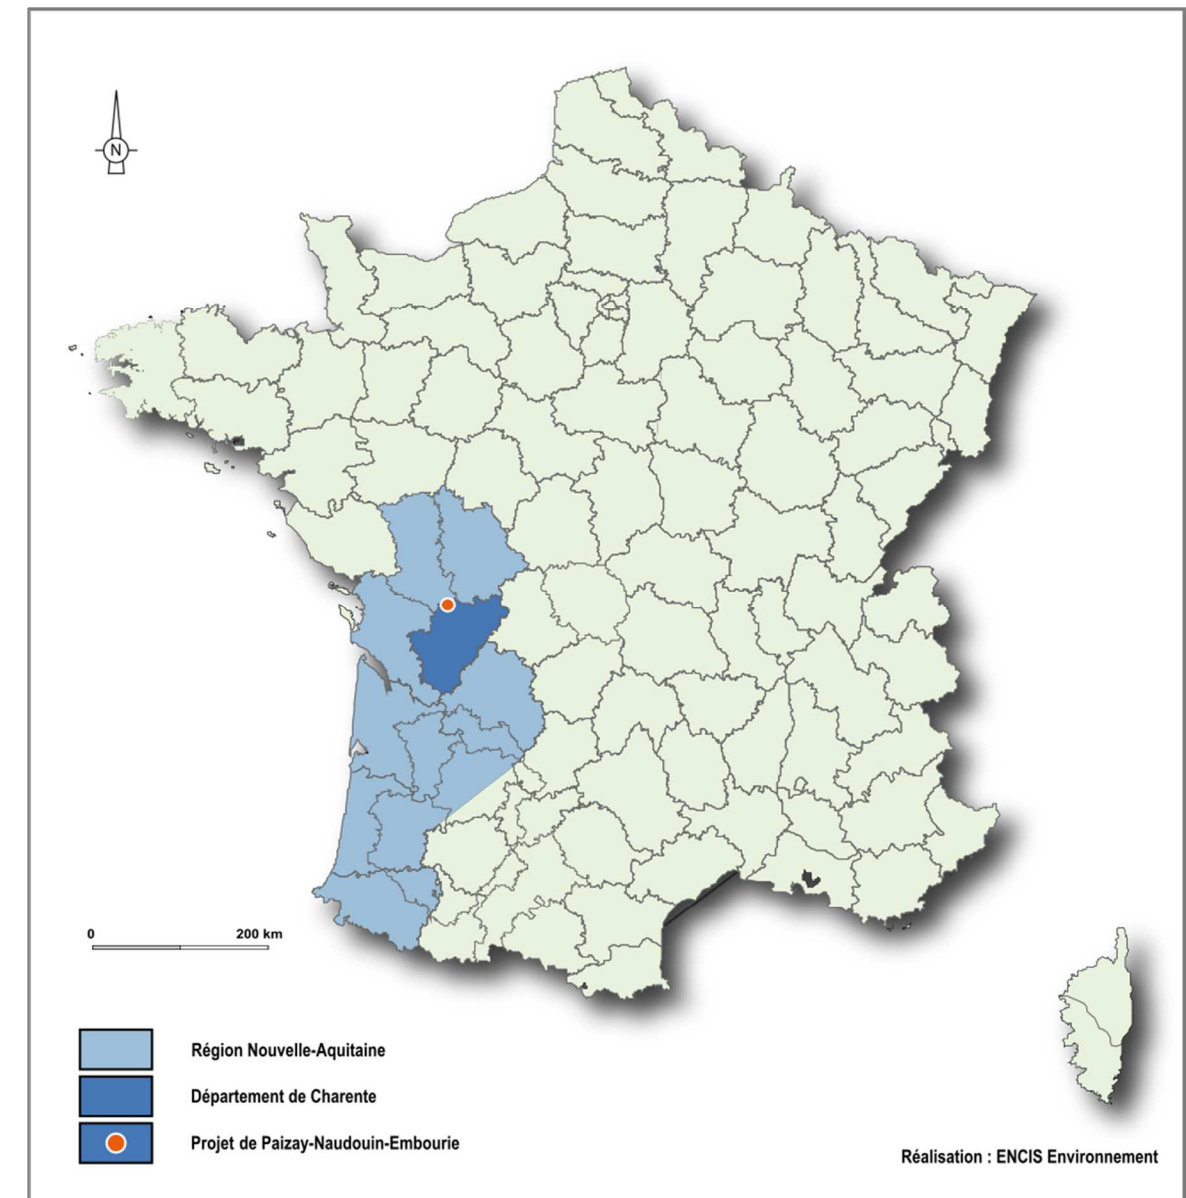 N
0 200 km
Région Nouvelle-Aquitaine
Département de Charente
Projet de Paizay-Naudouin-Embourie
Réalisation : ENCIS Environnement